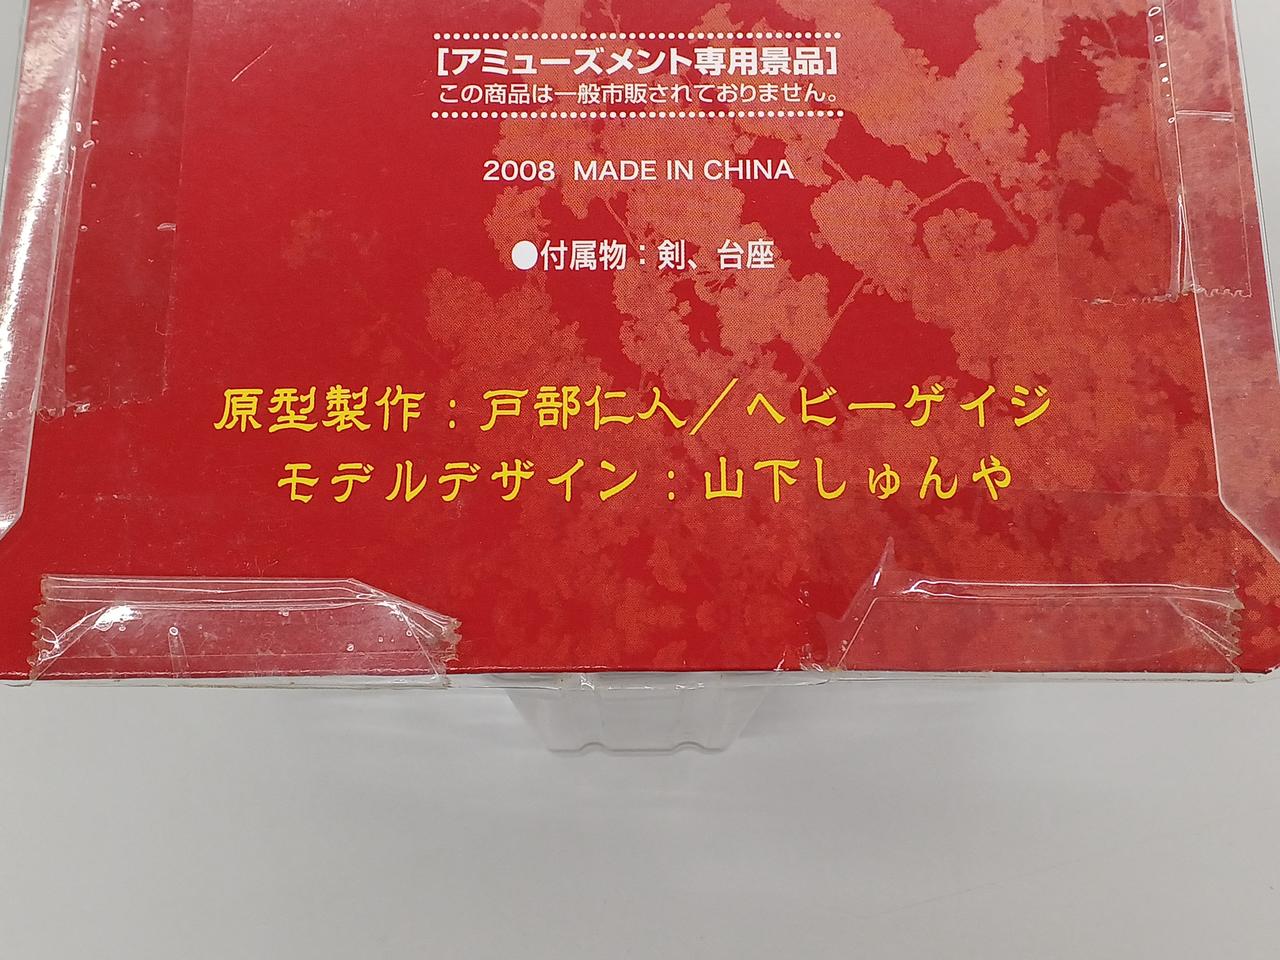 ［アミューズメント専用景品］
この商品は一般市販されておりません。
2008 MADE IN CHINA
●付属物：剣、台座
原型製作：戸部仁人／ヘビーゲイジ
モデルデザイン：山下しゅんや